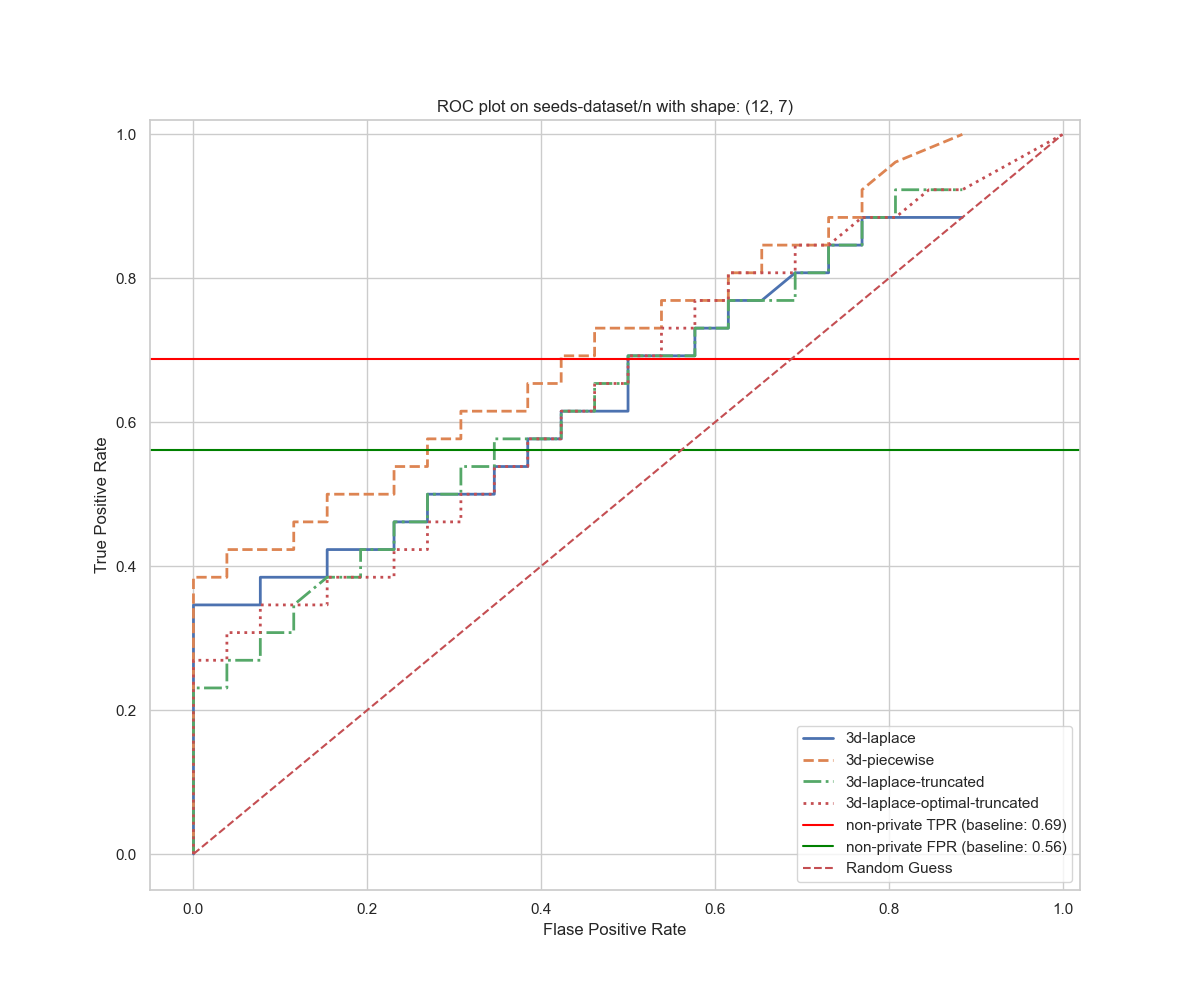 ROC plot on seeds-dataset/n with shape: (12, 7)
1.0
0.8
0.6
0.4
0.2
0.0
True Positive Rate
0.0 0.2 0.4 0.6 0.8 1.0
Flase Positive Rate
3d-laplace
3d-piecewise
3d-laplace-truncated
3d-laplace-optimal-truncated
non-private TPR (baseline: 0.69)
non-private FPR (baseline: 0.56)
Random Guess